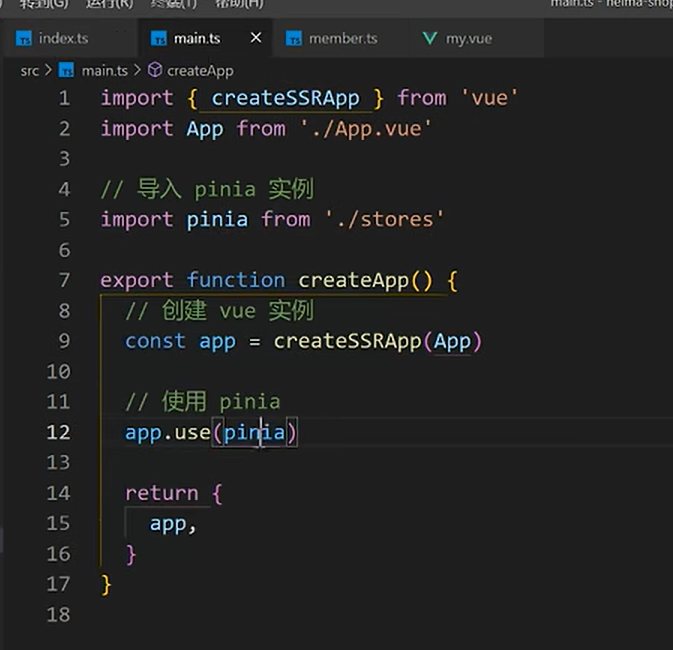 转到(G) 运行(R) 终端(T) 帮助(H) main.ts - heima-shop
index.ts main.ts member.ts my.vue
src > main.ts > createApp
1 import { createSSRApp } from 'vue'
2 import App from './App.vue'
3
4 // 导入 pinia 实例
5 import pinia from './stores'
6
7 export function createApp() {
8 // 创建 vue 实例
9 const app = createSSRApp(App)
10
11 // 使用 pinia
12 app.use(pinia)
13
14 return {
15 app,
16 }
17 }
18